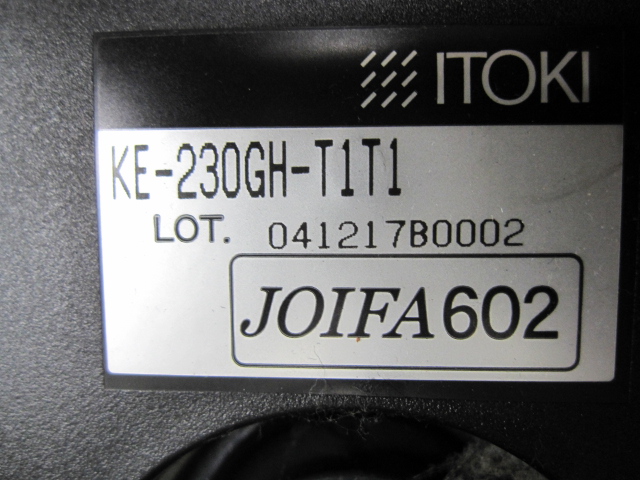 ITOKI
KE-230GH-T1T1
LOT. 041217B0002
JOIFA602